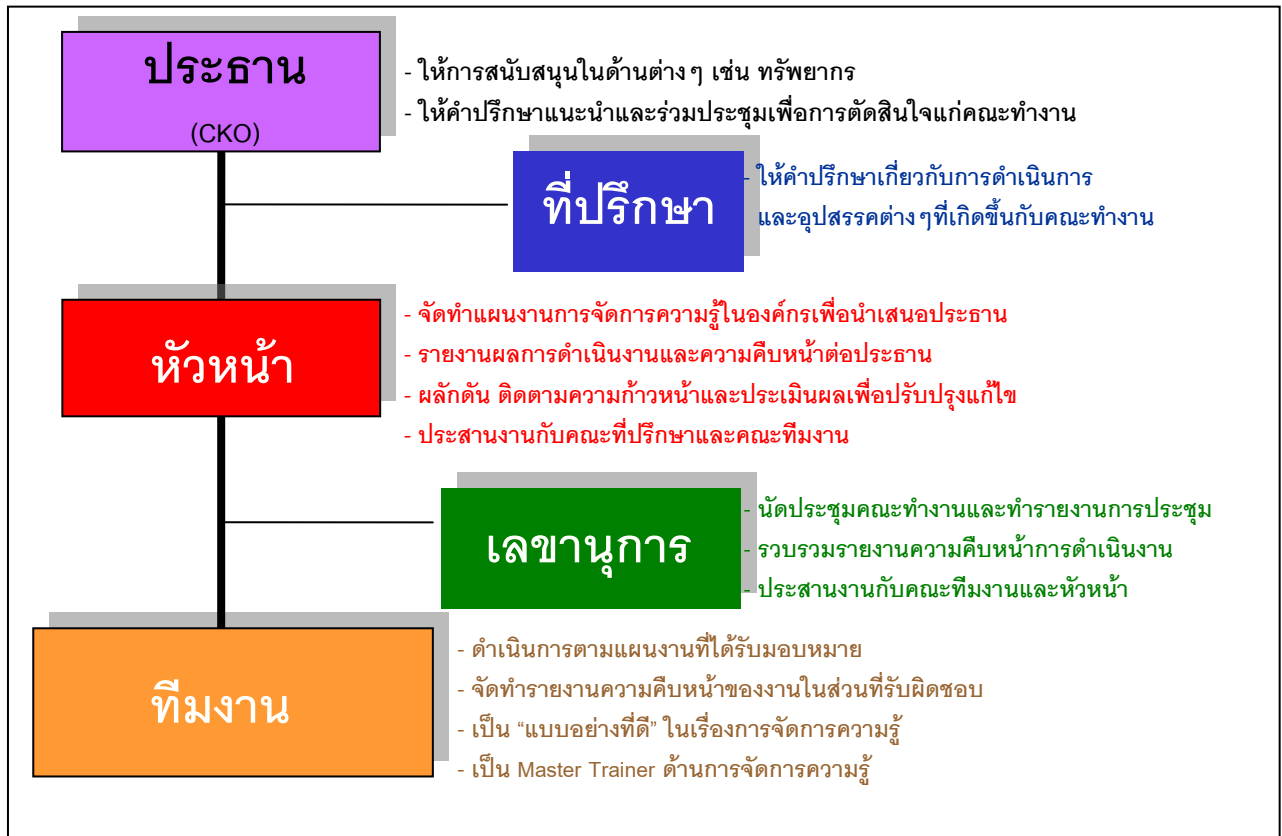 ประธาน
(CKO)
- ให้การสนับสนุนในด้านต่าง ๆ เช่น ทรัพยากร
- ให้คำปรึกษาแนะนำและร่วมประชุมเพื่อการตัดสินใจแก่คณะทำงาน
ที่ปรึกษา
- ให้คำปรึกษาเกี่ยวกับการดำเนินการ
และอุปสรรคต่าง ๆที่เกิดขึ้นกับคณะทำงาน
หัวหน้า
- จัดทำแผนงานการจัดการความรู้ในองค์กรเพื่อนำเสนอประธาน
- รายงานผลการดำเนินงานและความคืบหน้าต่อประธาน
- ผลักดัน ติดตามความก้าวหน้าและประเมินผลเพื่อปรับปรุงแก้ไข
- ประสานงานกับคณะที่ปรึกษาและคณะทีมงาน
เลขานุการ
- นัดประชุมคณะทำงานและทำรายงานการประชุม
- รวบรวมรายงานความคืบหน้าการดำเนินงาน
- ประสานงานกับคณะทีมงานและหัวหน้า
ทีมงาน
- ดำเนินการตามแผนงานที่ได้รับมอบหมาย
- จัดทำรายงานความคืบหน้าของงานในส่วนที่รับผิดชอบ
- เป็น “แบบอย่างที่ดี” ในเรื่องการจัดการความรู้
- เป็น Master Trainer ด้านการจัดการความรู้